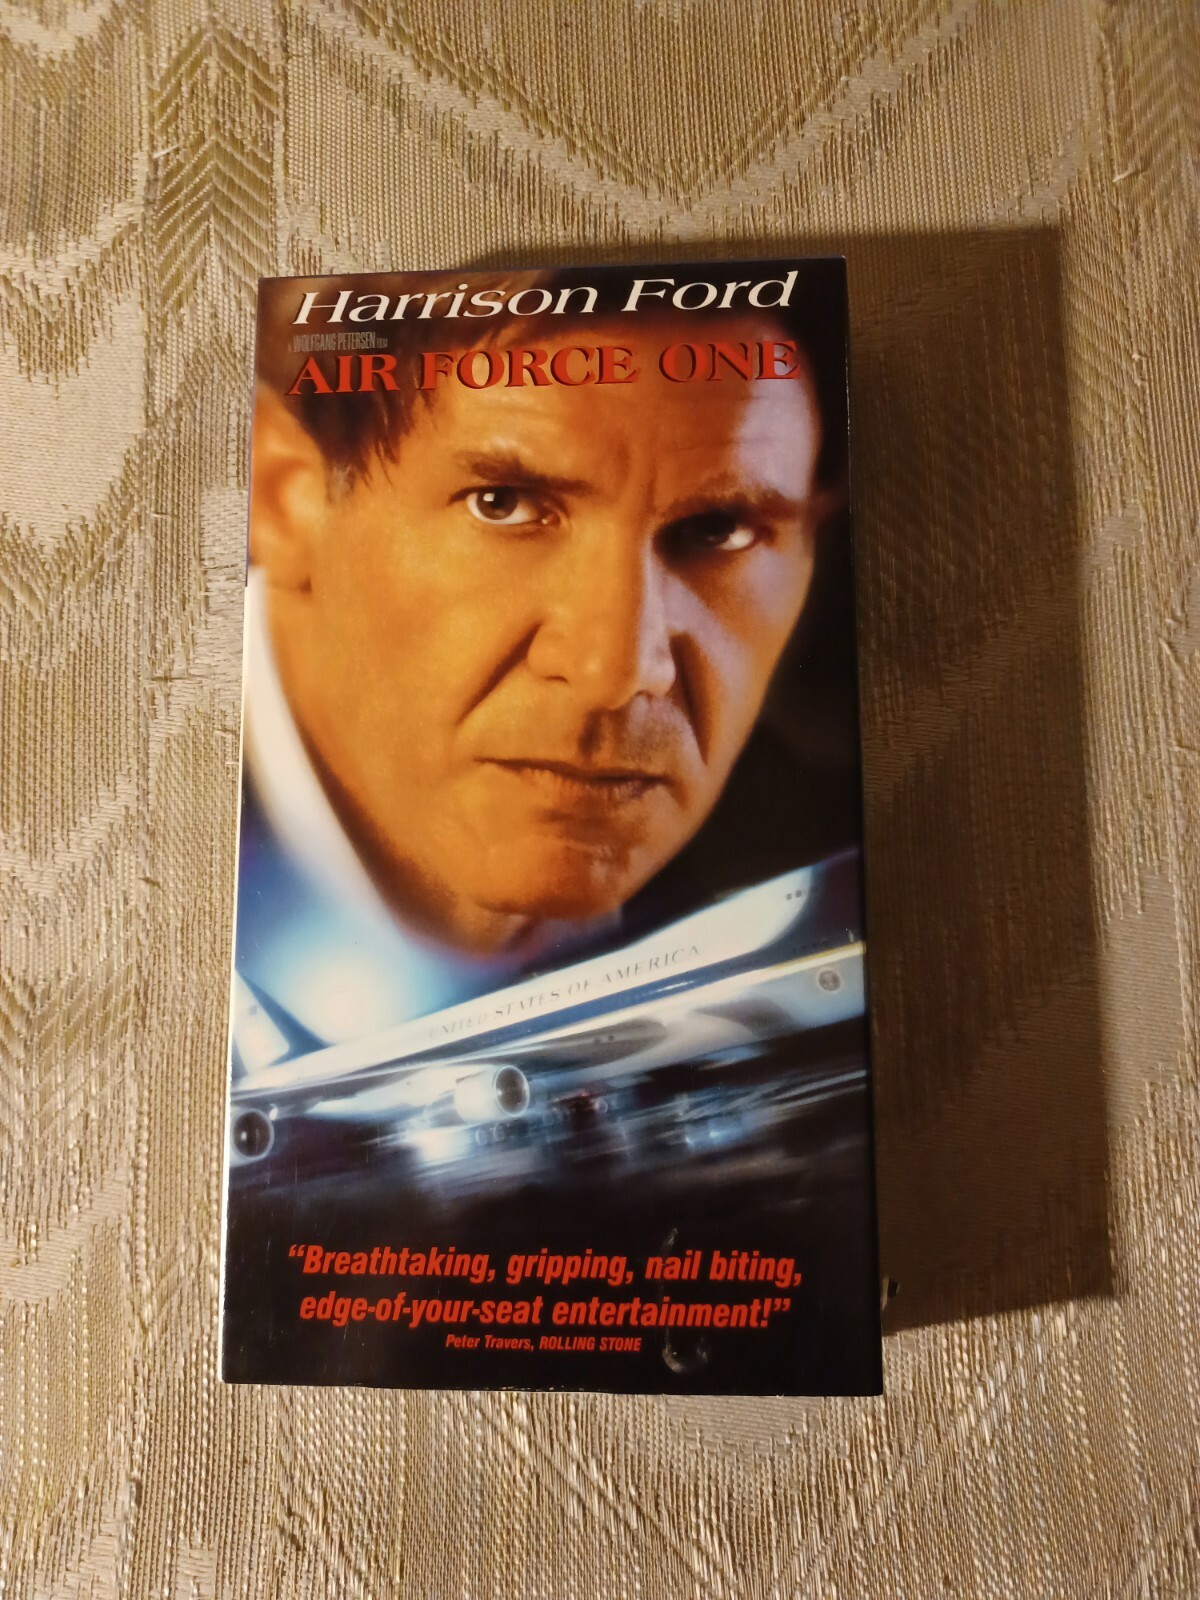 Harrison Ford
A WOLFGANG PETERSEN FILM
AIR FORCE ONE
UNITED STATES OF AMERICA
"Breathtaking, gripping, nail biting,
edge-of-your-seat entertainment!"
Peter Travers, ROLLING STONE